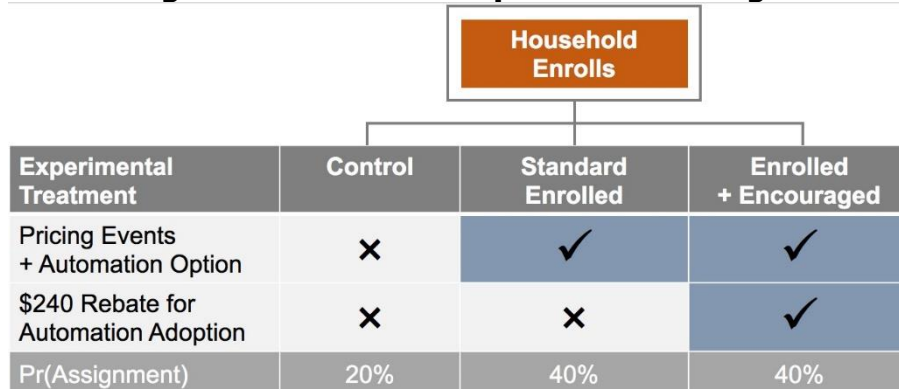 Household
Enrolls
Experimental
Treatment
Control
Standard
Enrolled
Enrolled
+ Encouraged
Pricing Events
+ Automation Option
× ✓ ✓
$240 Rebate for
Automation Adoption
× × ✓
Pr(Assignment) 20% 40% 40%